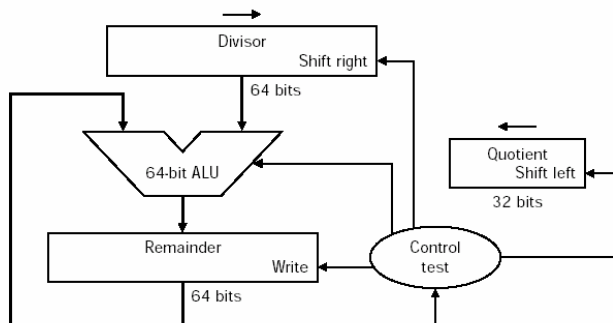 Divisor
Shift right
64 bits
64-bit ALU
Quotient
Shift left
32 bits
Remainder
Write
64 bits
Control
test